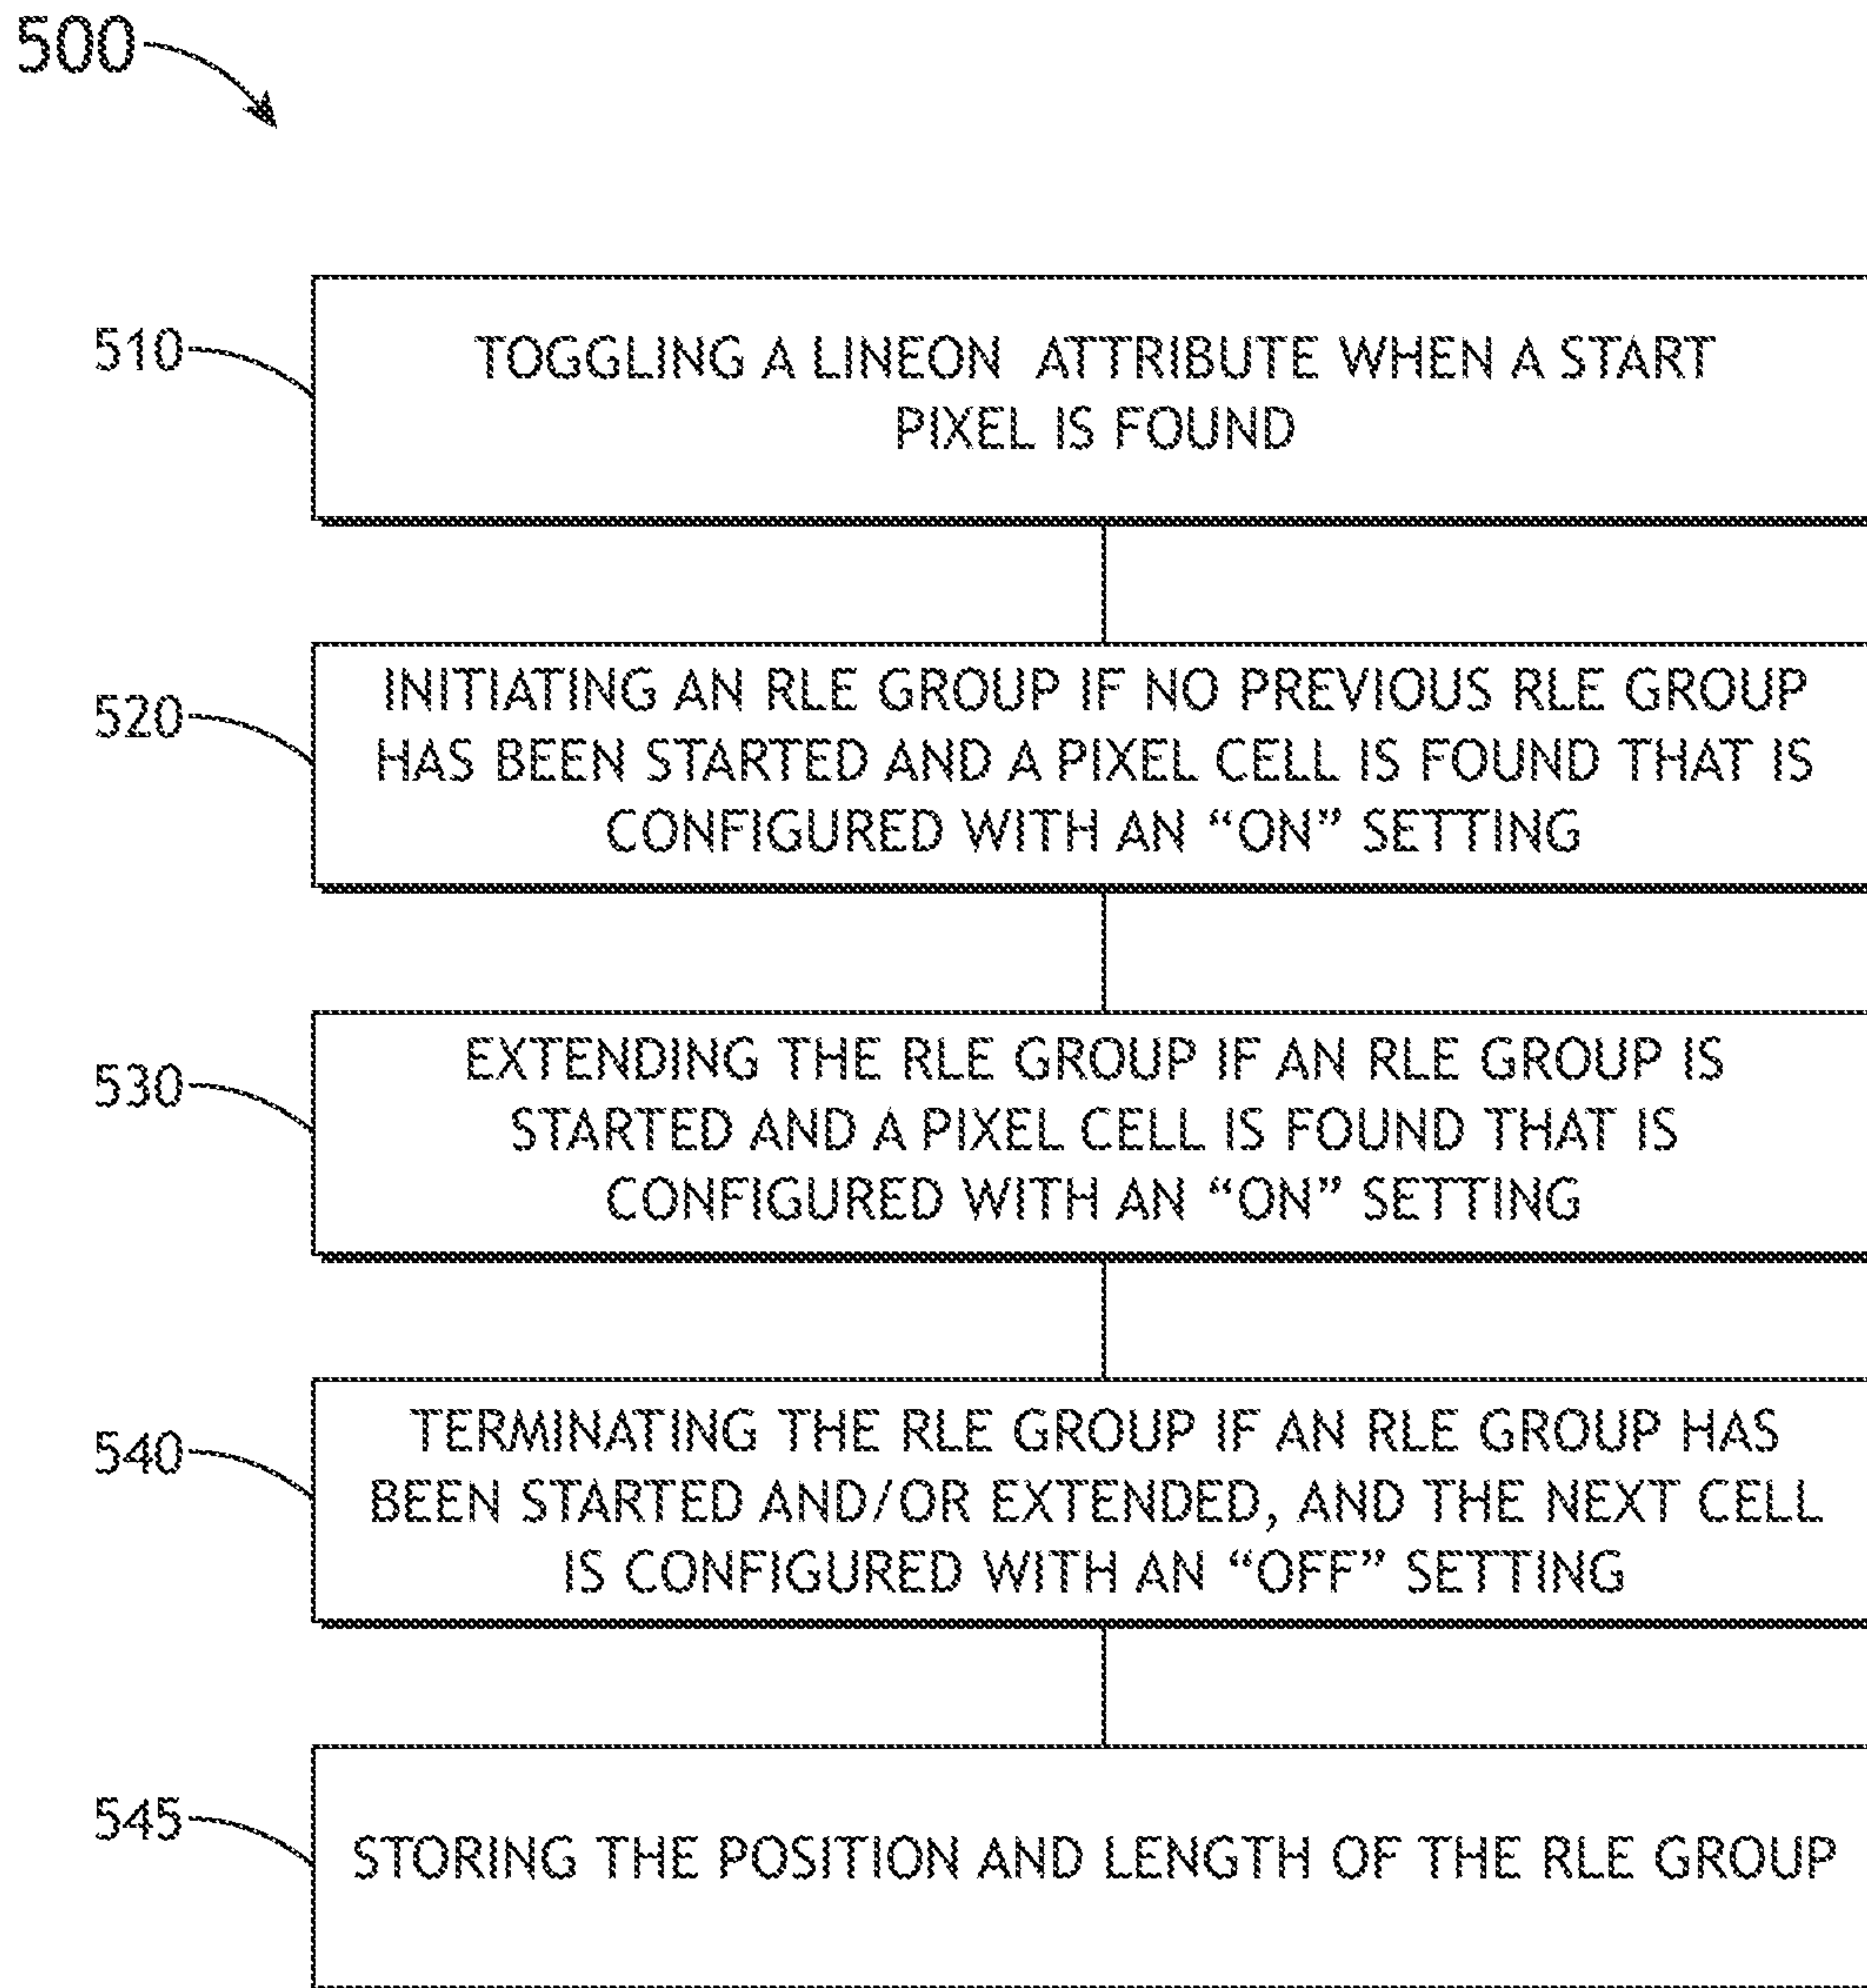 500
510
TOGGLING A LINEON ATTRIBUTE WHEN A START
PIXEL IS FOUND
520
INITIATING AN RLE GROUP IF NO PREVIOUS RLE GROUP
HAS BEEN STARTED AND A PIXEL CELL IS FOUND THAT IS
CONFIGURED WITH AN “ON” SETTING
530
EXTENDING THE RLE GROUP IF AN RLE GROUP IS
STARTED AND A PIXEL CELL IS FOUND THAT IS
CONFIGURED WITH AN “ON” SETTING
540
TERMINATING THE RLE GROUP IF AN RLE GROUP HAS
BEEN STARTED AND/OR EXTENDED, AND THE NEXT CELL
IS CONFIGURED WITH AN “OFF” SETTING
545
STORING THE POSITION AND LENGTH OF THE RLE GROUP